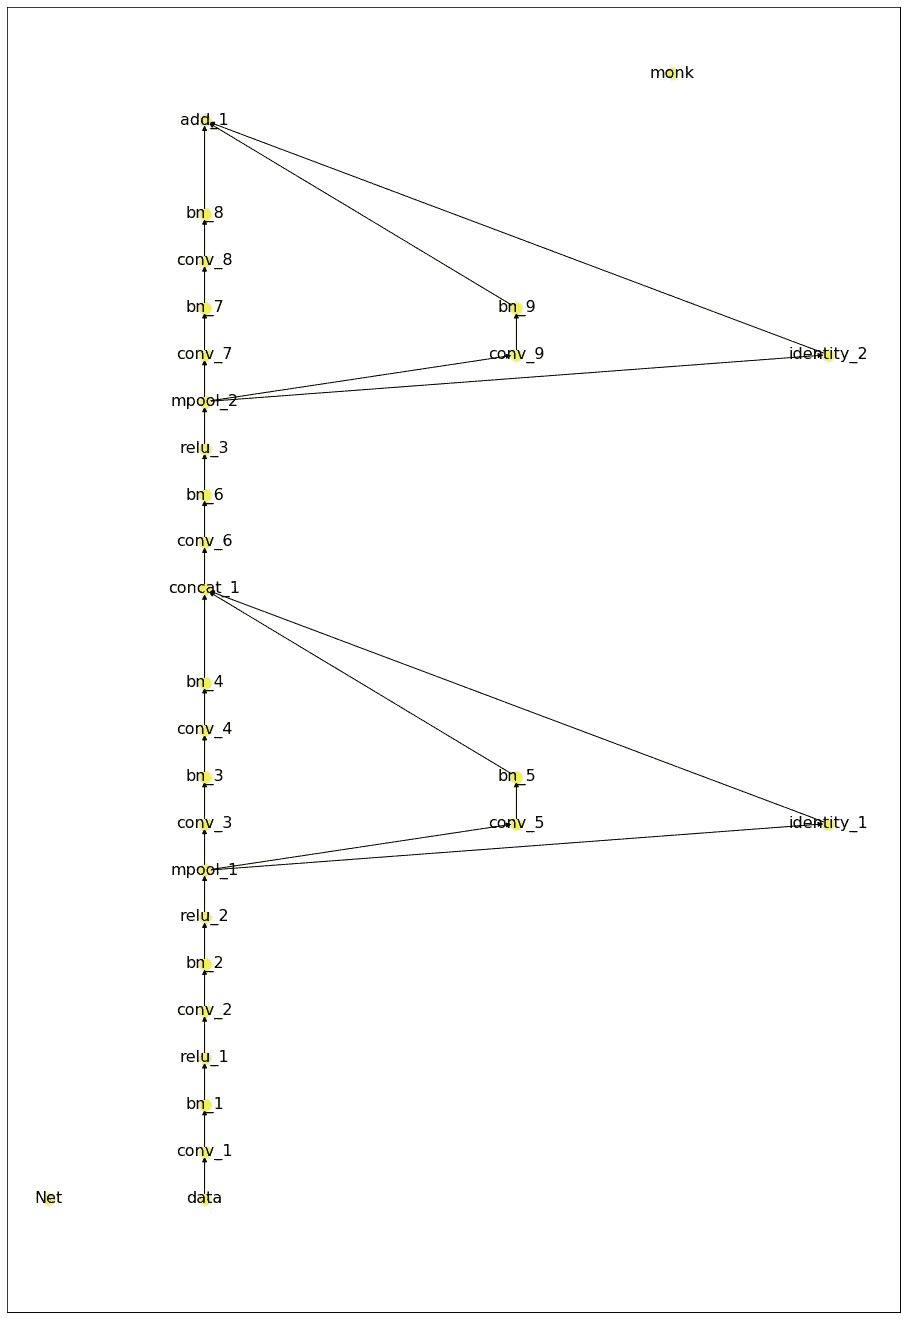 monk
add_1
bn_8
conv_8
bn_7 bn_9
conv_7 conv_9 identity_2
mpool_2
relu_3
bn_6
conv_6
concat_1
bn_4
conv_4
bn_3 bn_5
conv_3 conv_5 identity_1
mpool_1
relu_2
bn_2
conv_2
relu_1
bn_1
conv_1
Net data